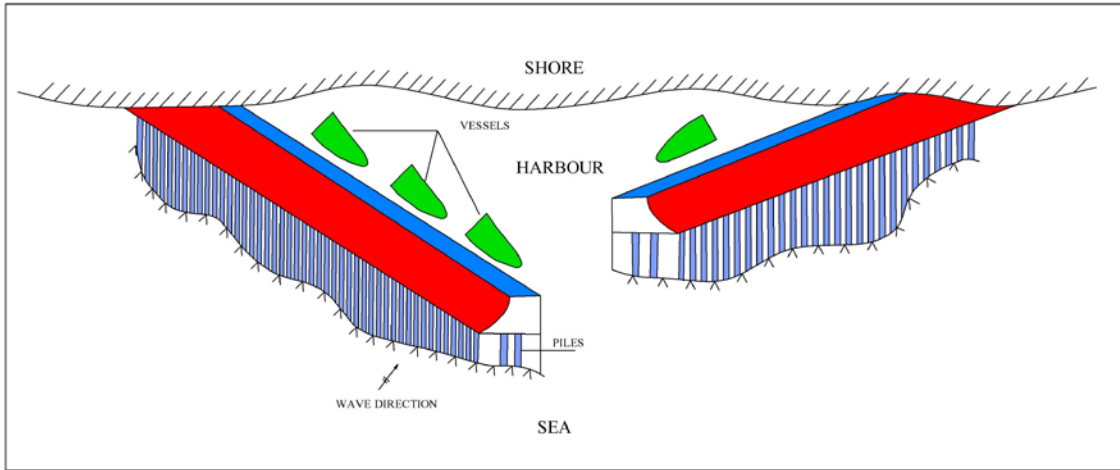 SHORE
VESSELS
HARBOUR
PILES
WAVE DIRECTION
SEA